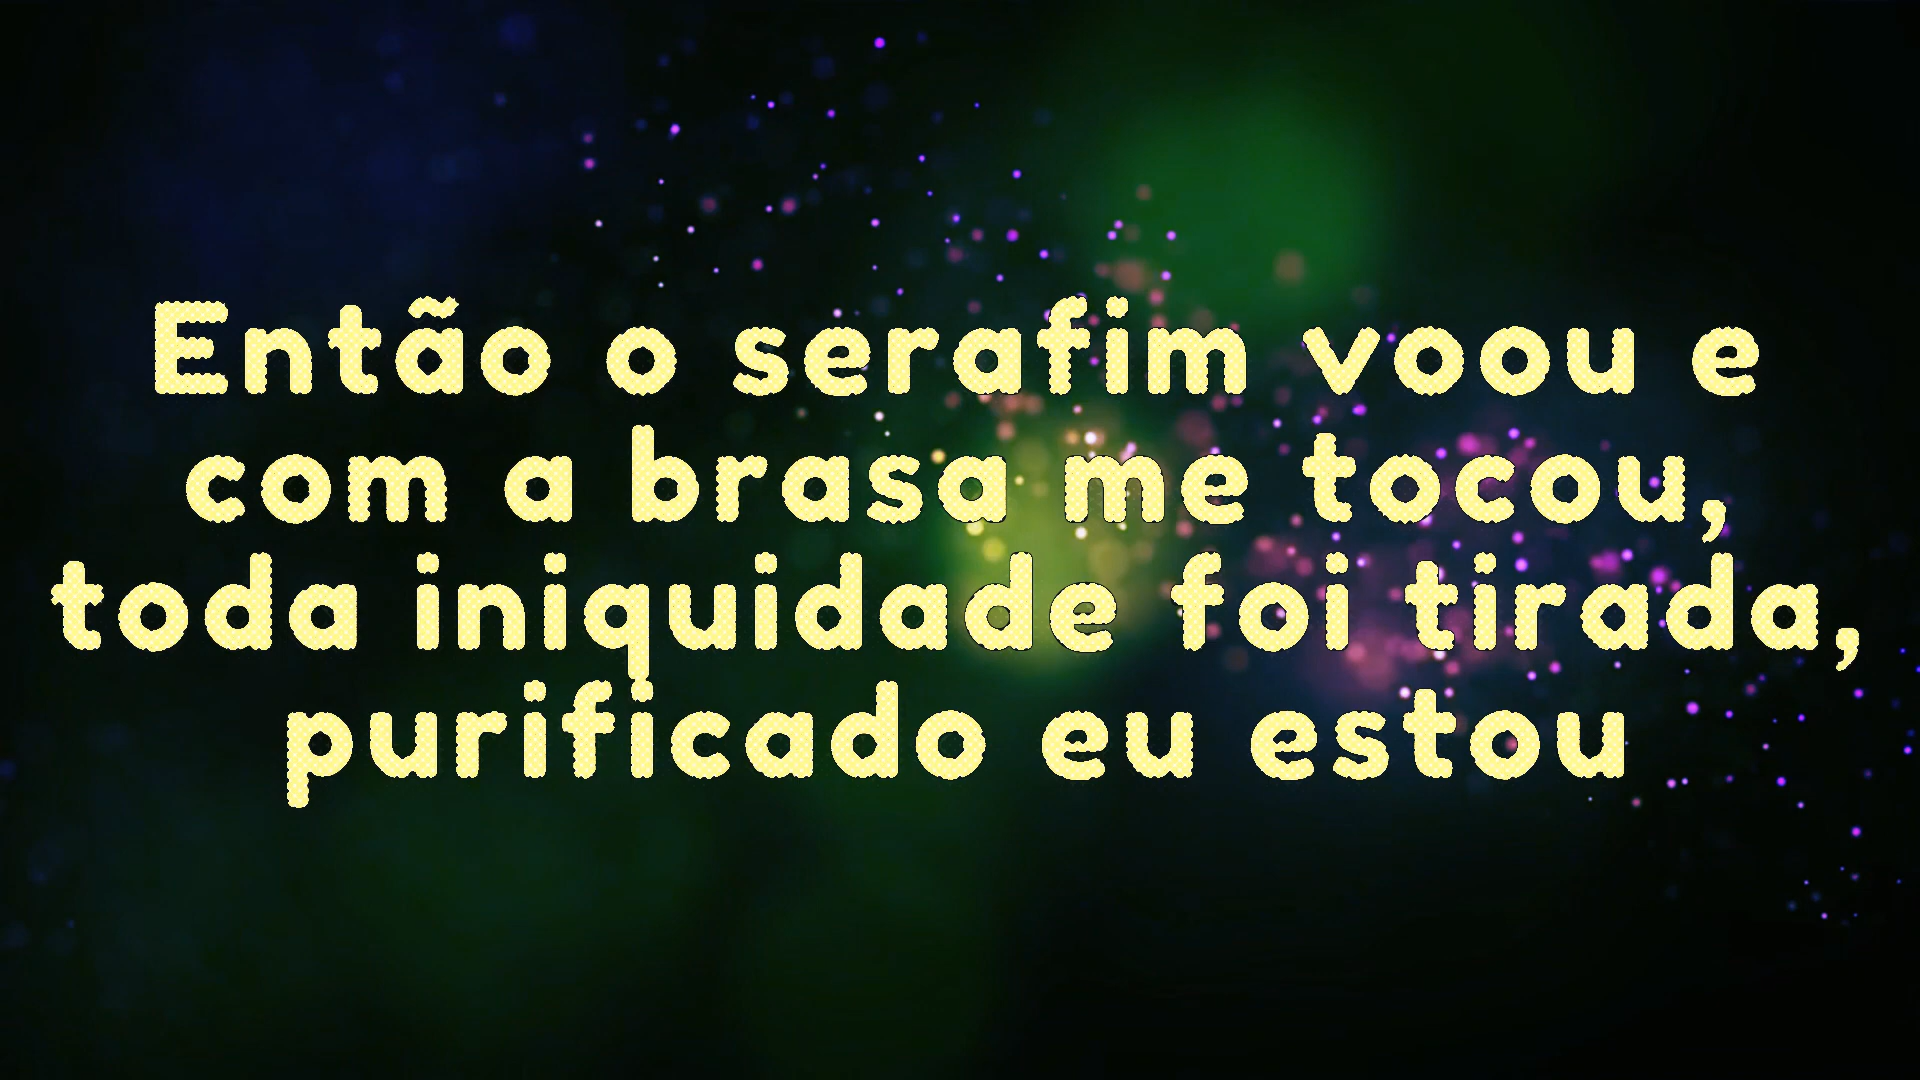 Então o serafim voou e
com a brasa me tocou,
toda iniquidade foi tirada,
purificado eu estou